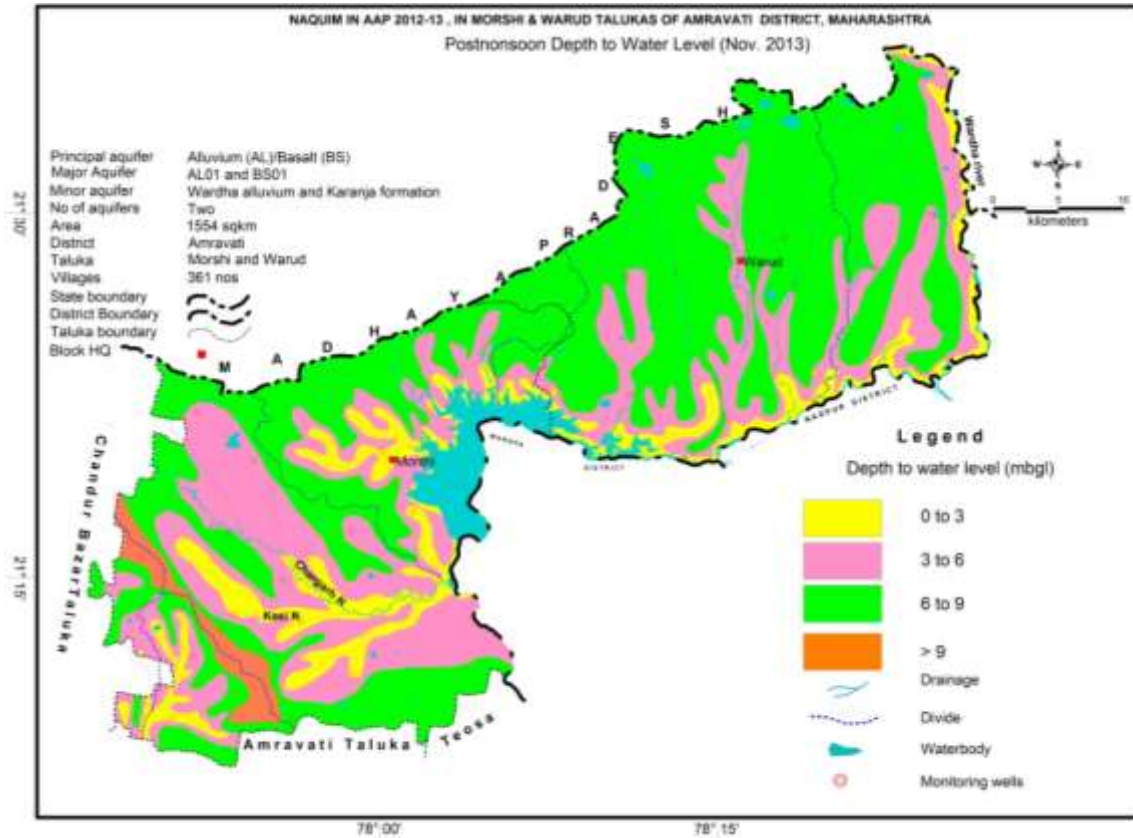 NAQUIM IN AAP 2012-13 , IN MORSHI & WARUD TALUKAS OF AMRAVATI DISTRICT, MAHARASHTRA
Postnonsoon Depth to Water Level (Nov. 2013)
Principal aquifer Alluvium (AL)/Basalt (BS)
Major Aquifer AL01 and BS01
Minor aquifer Wardha alluvium and Karanja formation
No of aquifers Two
Area 1554 sqkm
District Amravati
Taluka Morshi and Warud
Villages 361 nos
State boundary
District Boundary
Taluka boundary
Block HQ
M A D H A Y A P R A D E S H
Wardha river
N
W E
S
0 5 10
kilometers
21° 30'
21° 15'
Warud
Morshi
NAGPUR DISTRICT
WARDHA
DISTRICT
Chandur Bazar Taluka
Chargarh R.
Kasi R.
Amravati Taluka
Teosa
Legend
Depth to water level (mbgl)
0 to 3
3 to 6
6 to 9
> 9
Drainage
Divide
Waterbody
Monitoring wells
78° 00'
78° 15'